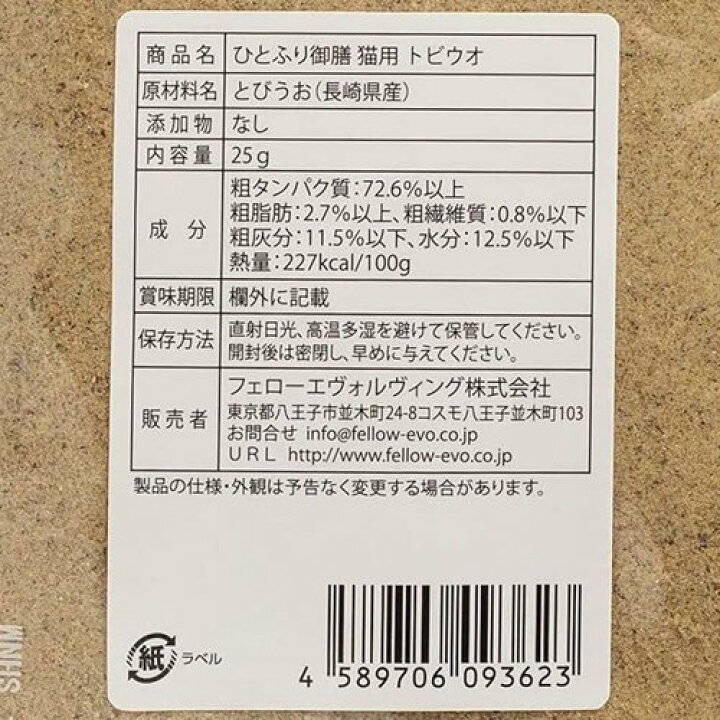 商品名 ひとふり御膳 猫用 トビウオ
原材料名 とびうお(長崎県産)
添加物 なし
内容量 25g
成分 粗タンパク質:72.6%以上
粗脂肪:2.7%以上、粗繊維質:0.8%以下
粗灰分:11.5%以下、水分:12.5%以下
熱量:227kcal/100g
賞味期限 欄外に記載
保存方法 直射日光、高温多湿を避けて保管してください。
開封後は密閉し、早めに与えてください。
販売者 フェローエヴォルヴィング株式会社
東京都八王子市並木町24-8コスモ八王子並木町103
お問合せ info@fellow-evo.co.jp
URL http://www.fellow-evo.co.jp
製品の仕様・外観は予告なく変更する場合があります。
紙 ラベル
4 589706 093623